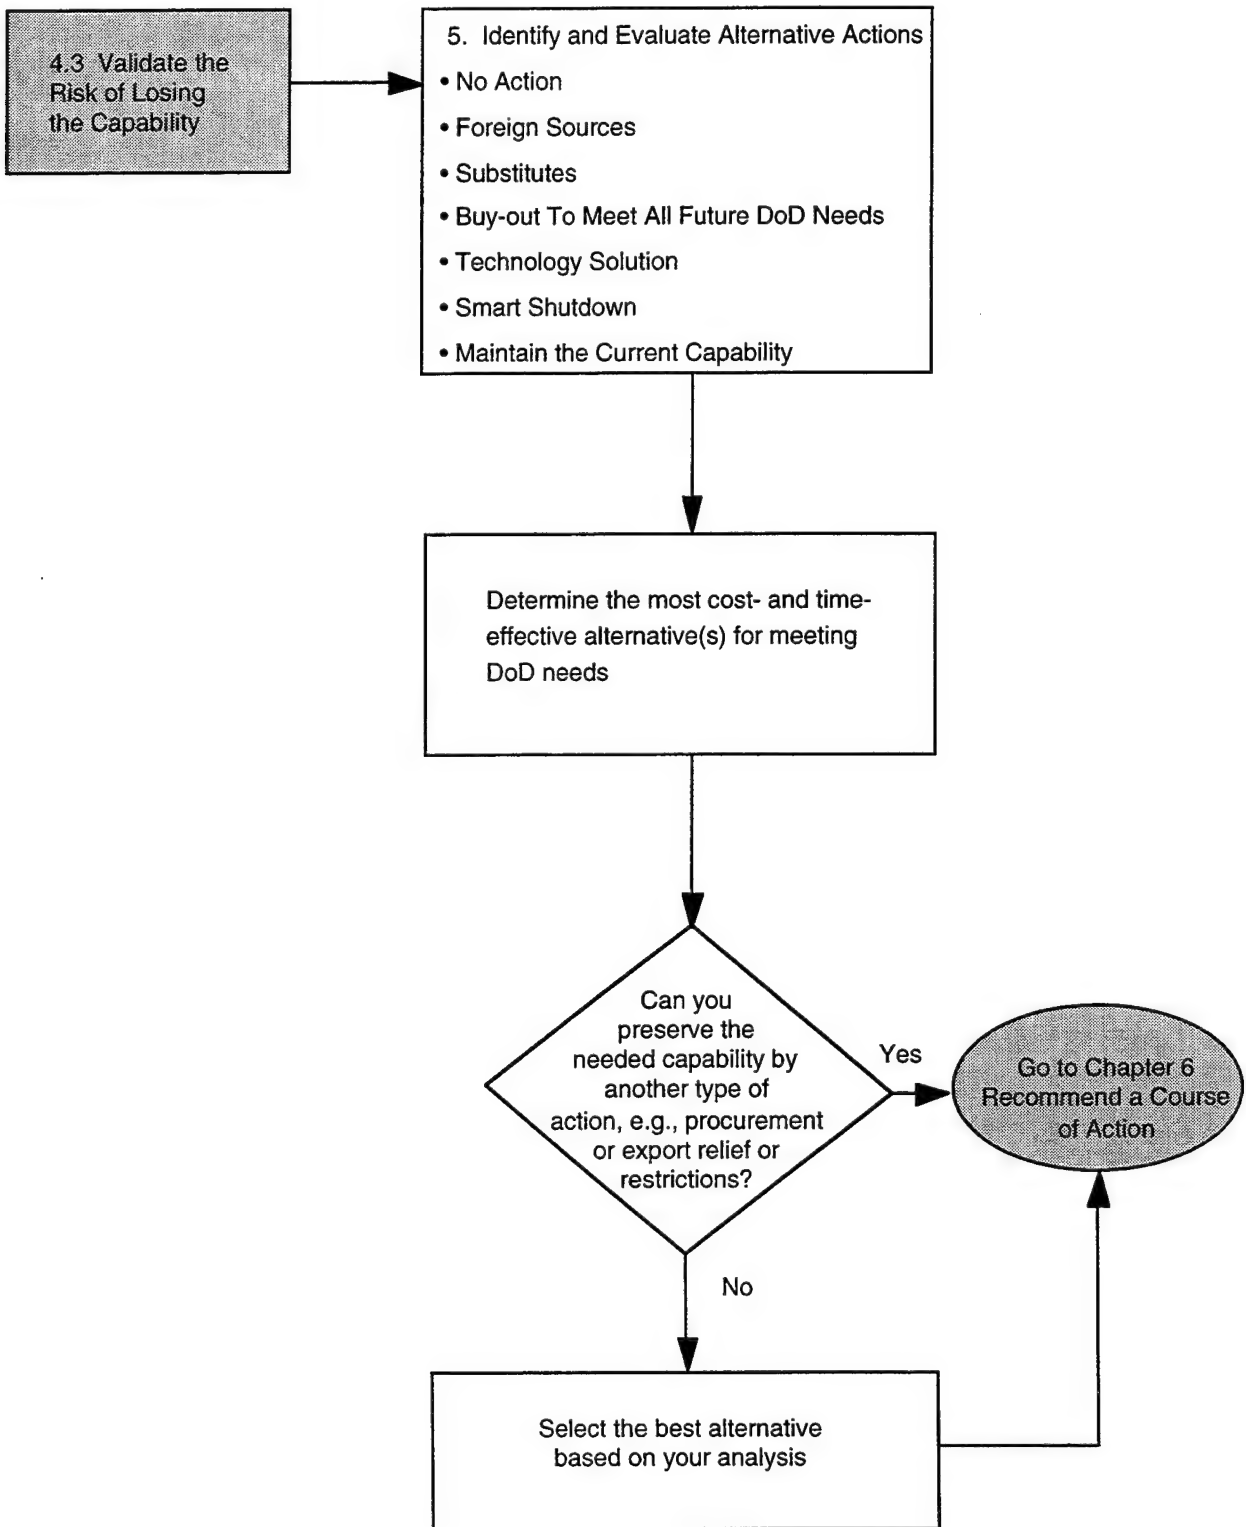 4.3 Validate the
Risk of Losing
the Capability
5. Identify and Evaluate Alternative Actions
• No Action
• Foreign Sources
• Substitutes
• Buy-out To Meet All Future DoD Needs
• Technology Solution
• Smart Shutdown
• Maintain the Current Capability
Determine the most cost- and time-
effective alternative(s) for meeting
DoD needs
Can you
preserve the
needed capability by
another type of
action, e.g., procurement
or export relief or
restrictions?
Yes
Go to Chapter 6
Recommend a Course
of Action
No
Select the best alternative
based on your analysis